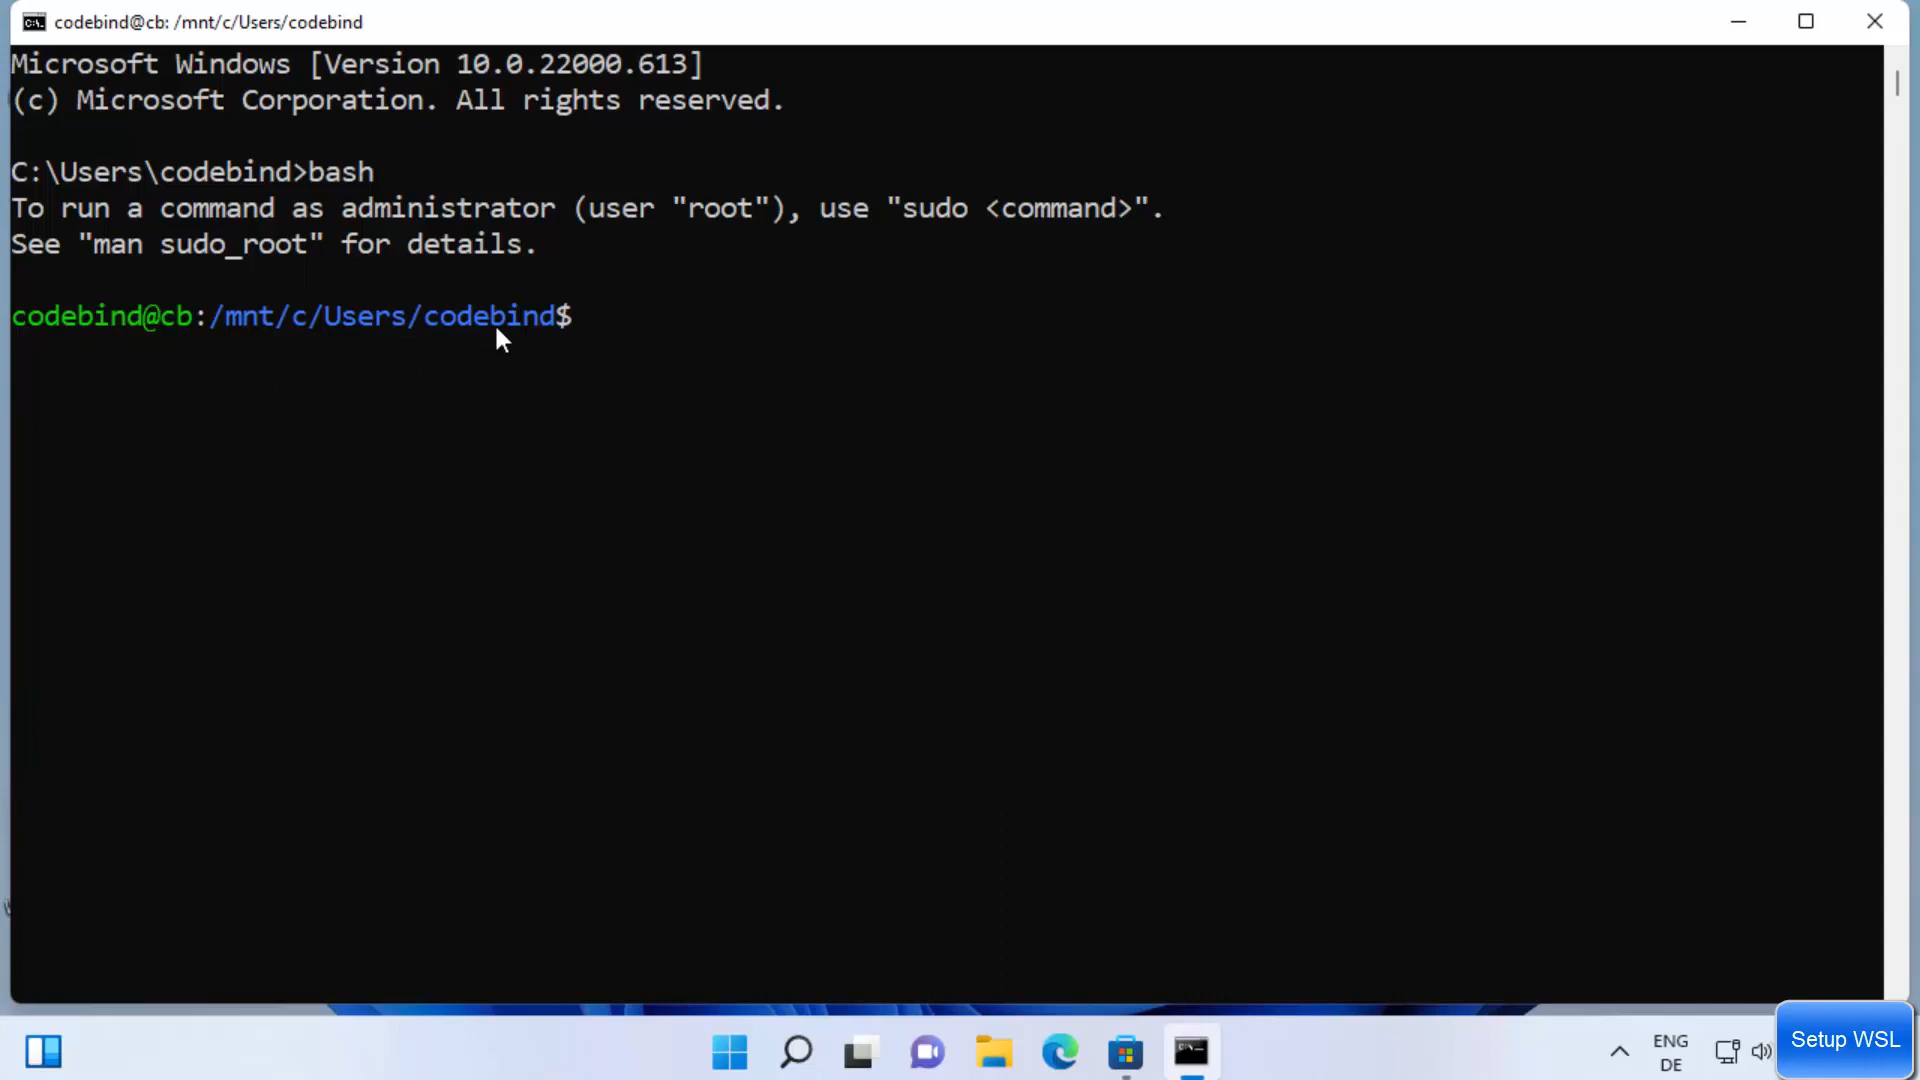 codebind@cb: /mnt/c/Users/codebind
Microsoft Windows [Version 10.0.22000.613]
(c) Microsoft Corporation. All rights reserved.
C:\Users\codebind>bash
To run a command as administrator (user "root"), use "sudo <command>".
See "man sudo_root" for details.
codebind@cb:/mnt/c/Users/codebind$
ENG
DE
Setup WSL